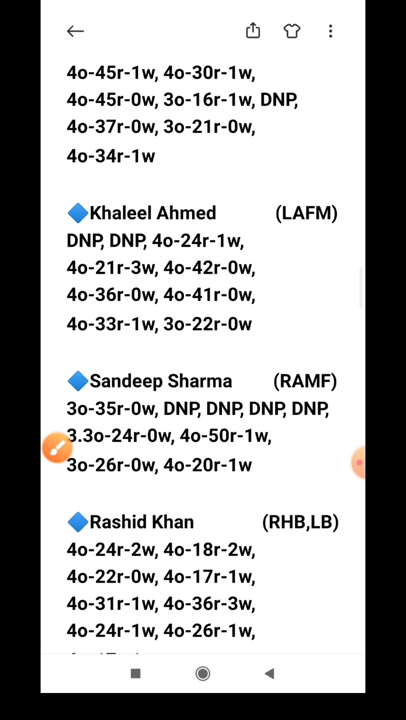 4o-45r-1w, 4o-30r-1w,
4o-45r-0w, 3o-16r-1w, DNP,
4o-37r-0w, 3o-21r-0w,
4o-34r-1w
🔷Khaleel Ahmed (LAFM)
DNP, DNP, 4o-24r-1w,
4o-21r-3w, 4o-42r-0w,
4o-36r-0w, 4o-41r-0w,
4o-33r-1w, 3o-22r-0w
🔷Sandeep Sharma (RAMF)
3o-35r-0w, DNP, DNP, DNP, DNP,
3.3o-24r-0w, 4o-50r-1w,
3o-26r-0w, 4o-20r-1w
🔷Rashid Khan (RHB,LB)
4o-24r-2w, 4o-18r-2w,
4o-22r-0w, 4o-17r-1w,
4o-31r-1w, 4o-36r-3w,
4o-24r-1w, 4o-26r-1w,